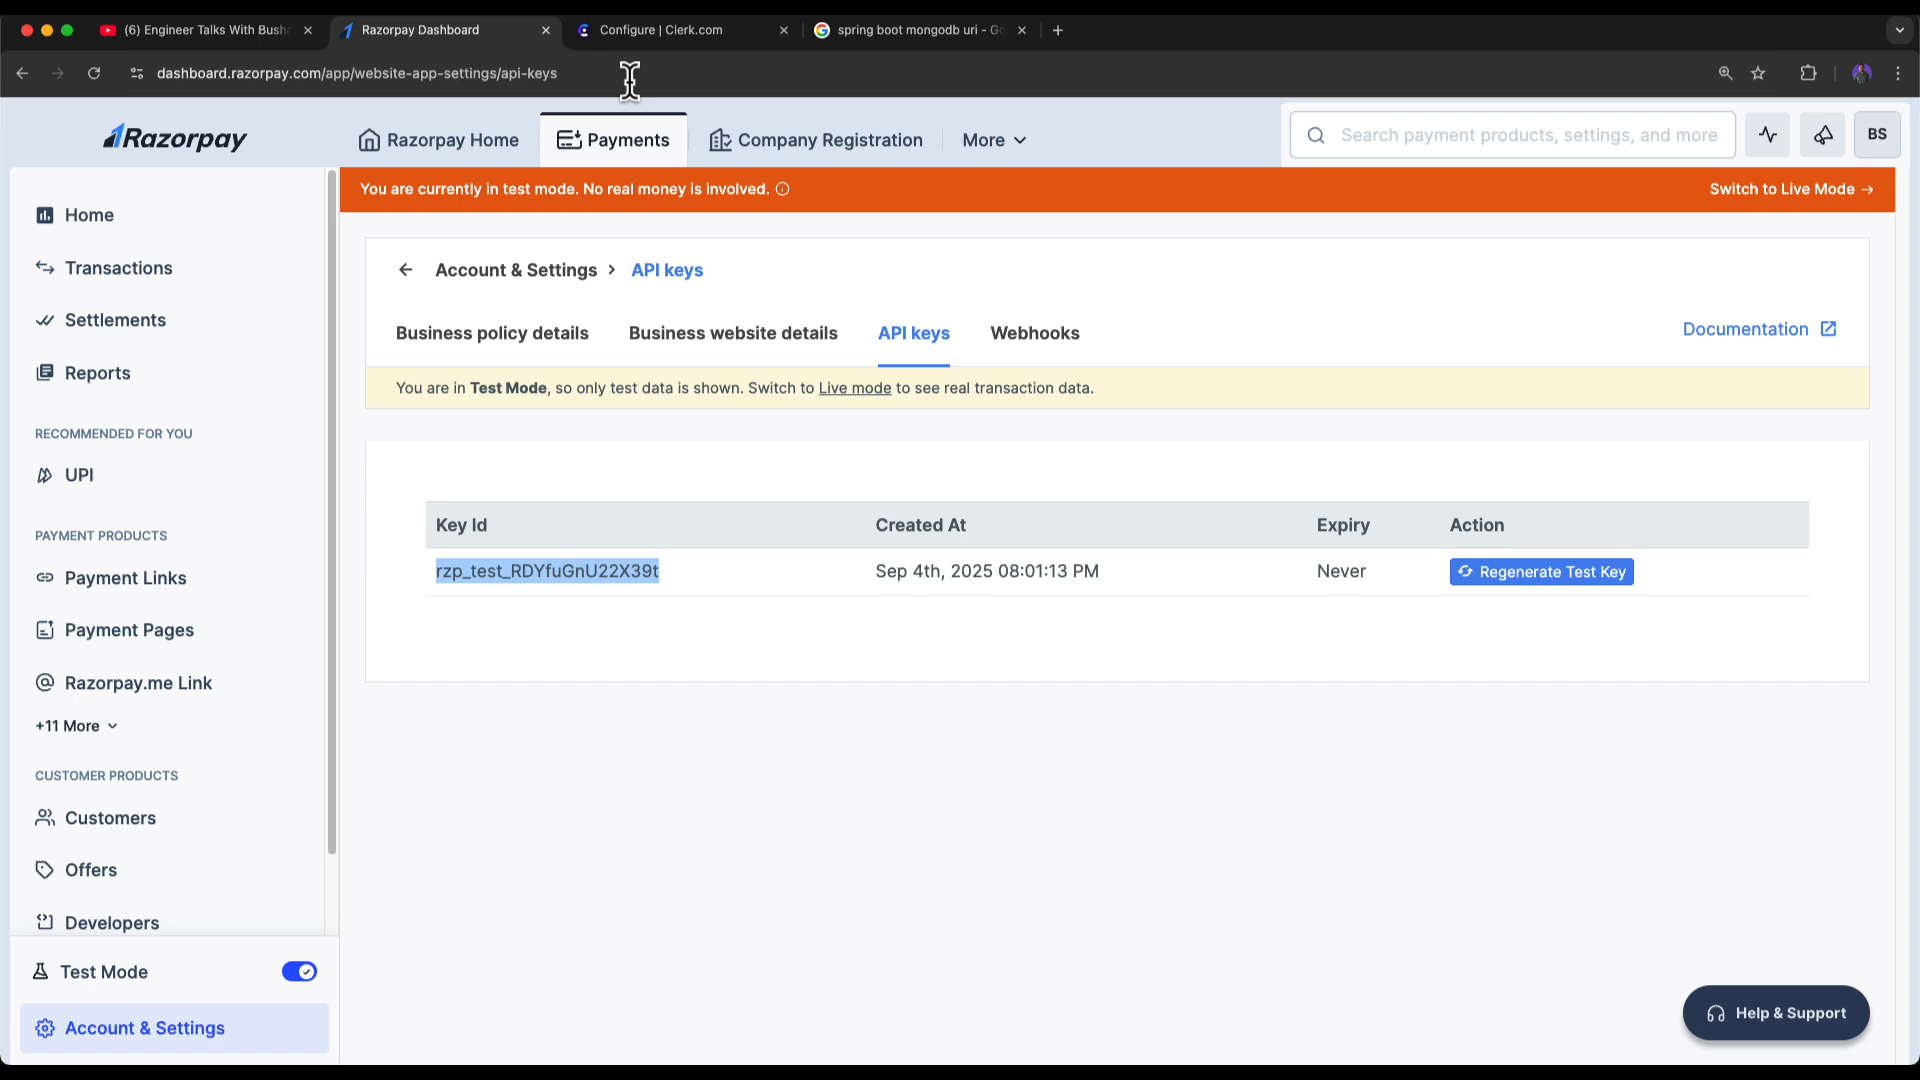 (6) Engineer Talks With Busha
Razorpay Dashboard
Configure | Clerk.com
spring boot mongodb uri - Go
dashboard.razorpay.com/app/website-app-settings/api-keys
Razorpay
Razorpay Home
Payments
Company Registration
More
Search payment products, settings, and more
BS
You are currently in test mode. No real money is involved.
Switch to Live Mode →
Home
Transactions
Settlements
Reports
RECOMMENDED FOR YOU
UPI
PAYMENT PRODUCTS
Payment Links
Payment Pages
Razorpay.me Link
+11 More
CUSTOMER PRODUCTS
Customers
Offers
Developers
Test Mode
Account & Settings
Account & Settings > API keys
Business policy details
Business website details
API keys
Webhooks
Documentation
You are in Test Mode, so only test data is shown. Switch to Live mode to see real transaction data.
Key Id Created At Expiry Action
rzp_test_RDYfuGnU22X39t Sep 4th, 2025 08:01:13 PM Never Regenerate Test Key
Help & Support